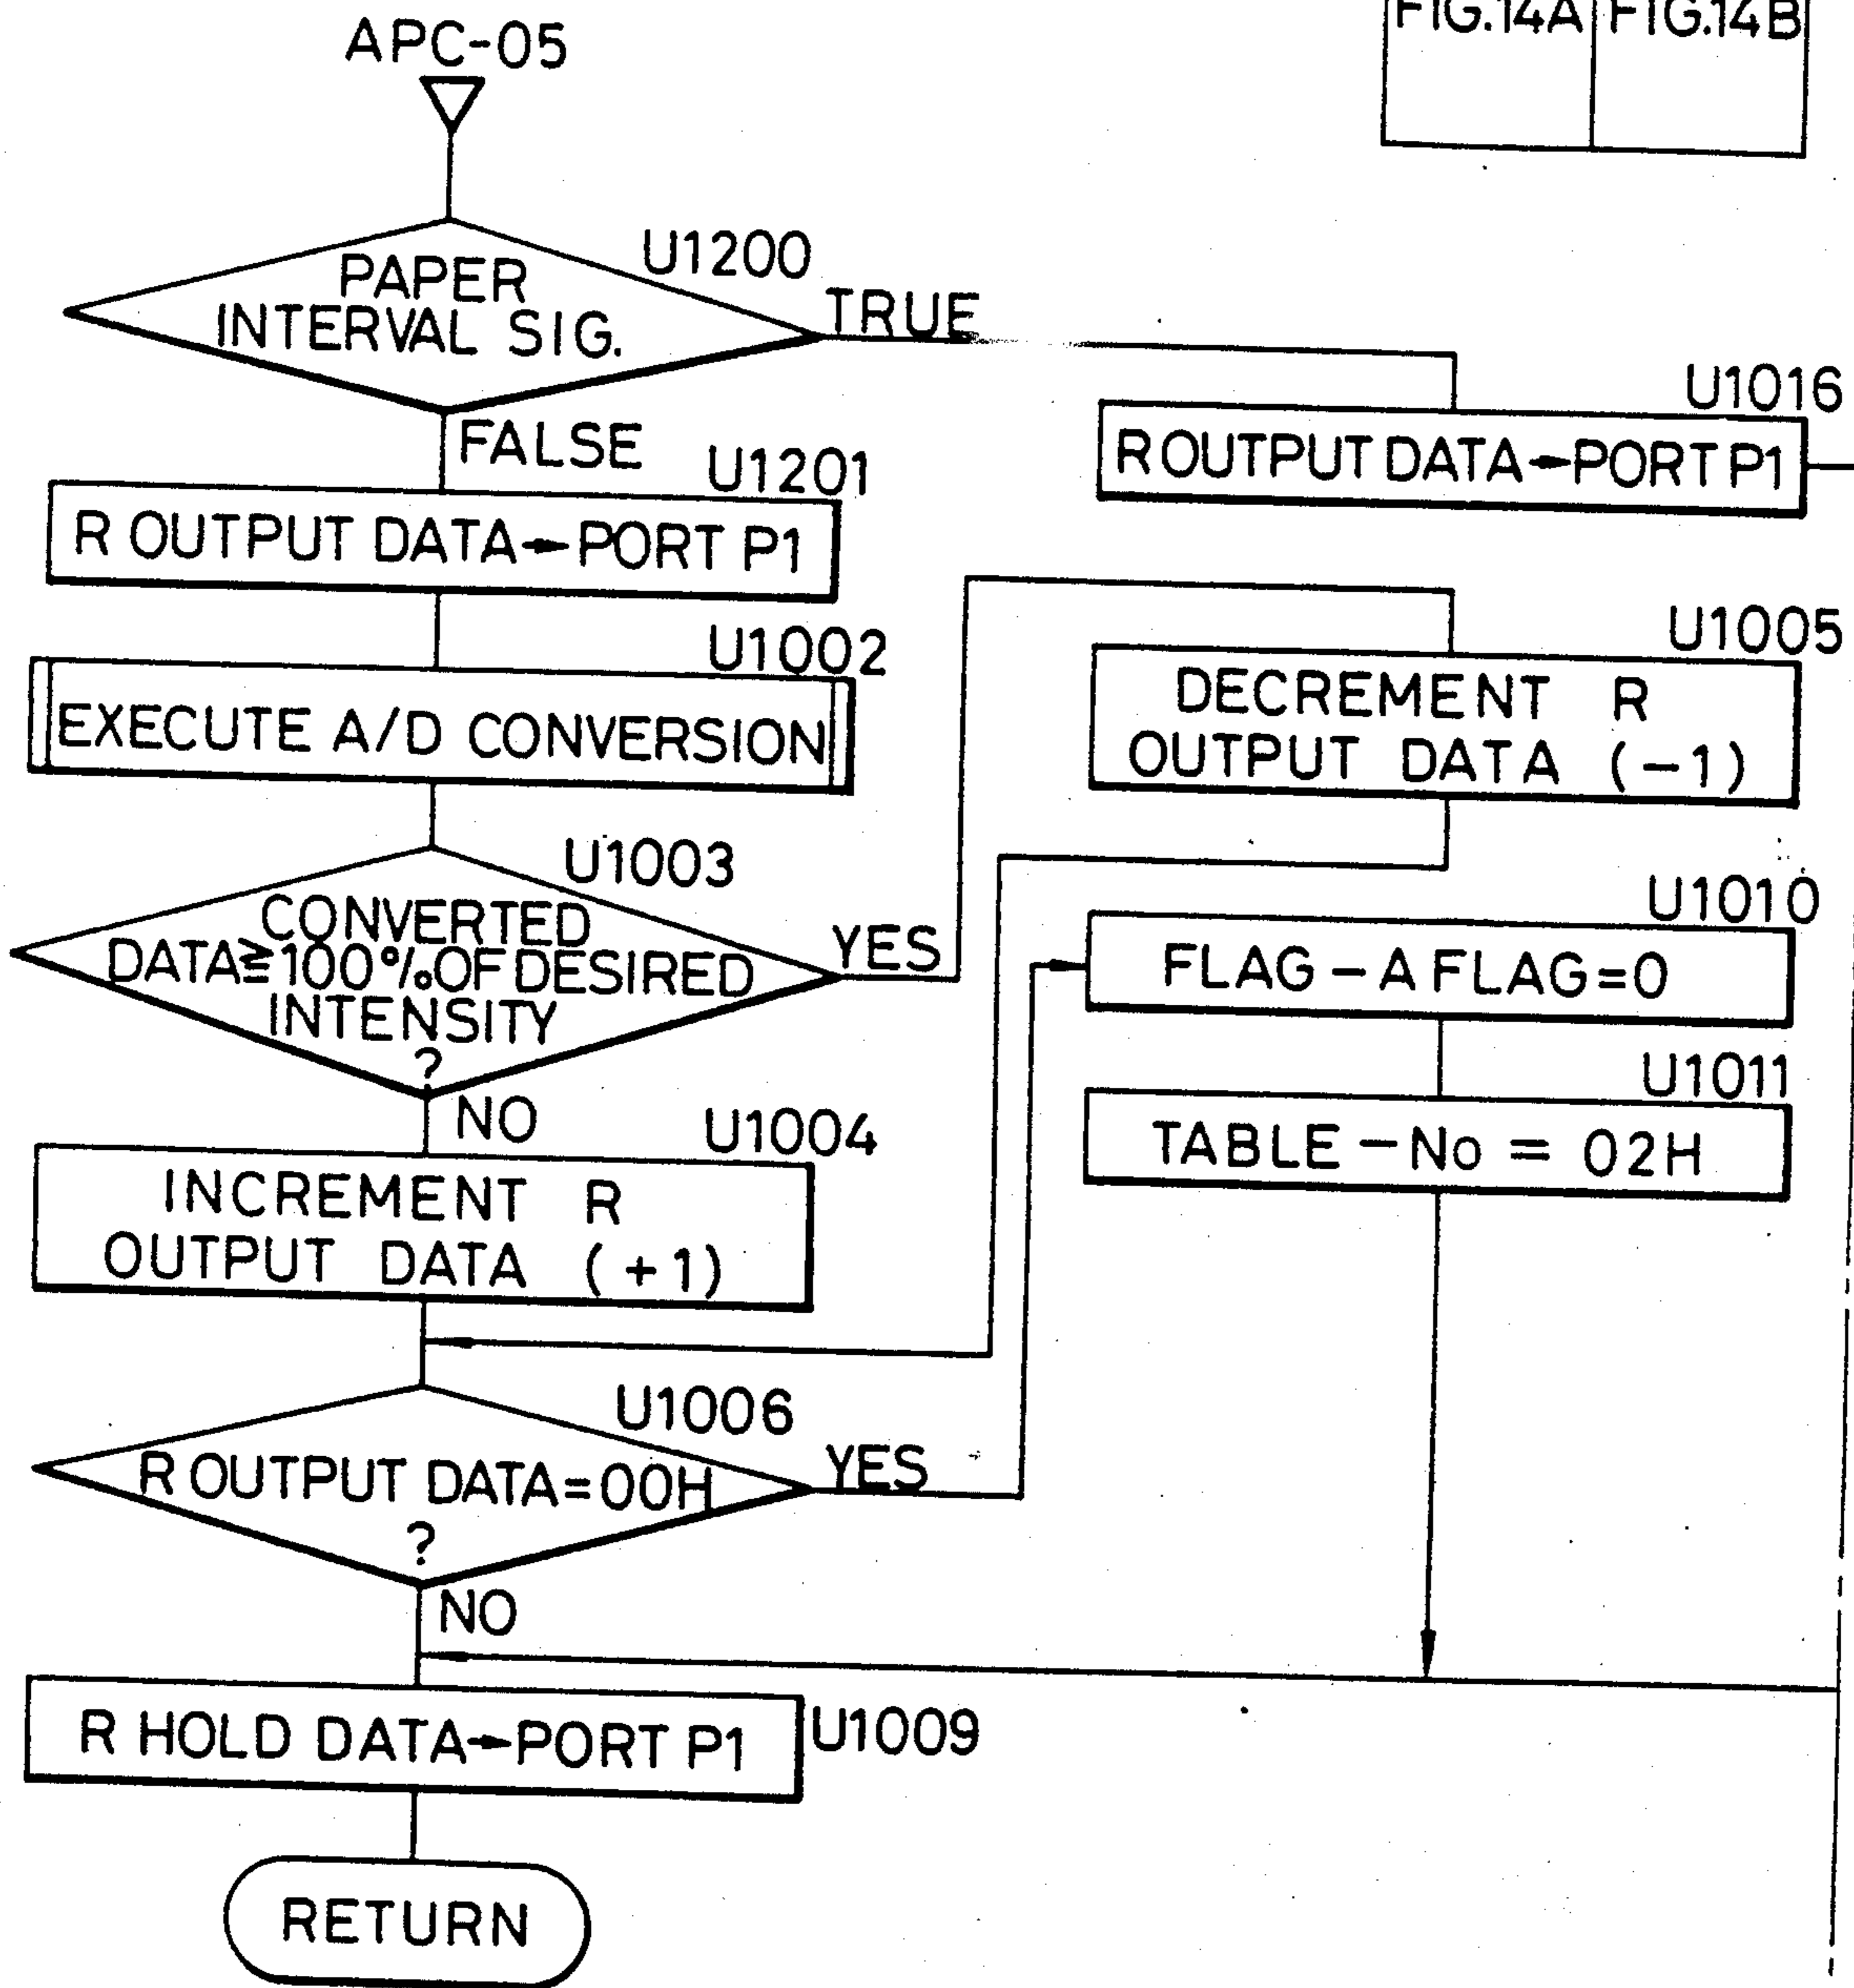 FIG.14A FIG.14B
APC-05
U1200
PAPER
INTERVAL SIG.
TRUE
FALSE
U1016
R OUTPUT DATA→PORT P1
U1201
R OUTPUT DATA→PORT P1
U1002
EXECUTE A/D CONVERSION
U1005
DECREMENT R
OUTPUT DATA (-1)
U1003
CONVERTED
DATA≧100% OF DESIRED
INTENSITY
?
YES
NO
U1010
FLAG-A FLAG=0
U1011
TABLE-No = 02H
U1004
INCREMENT R
OUTPUT DATA (+1)
U1006
R OUTPUT DATA=00H
?
YES
NO
R HOLD DATA→PORT P1
U1009
RETURN